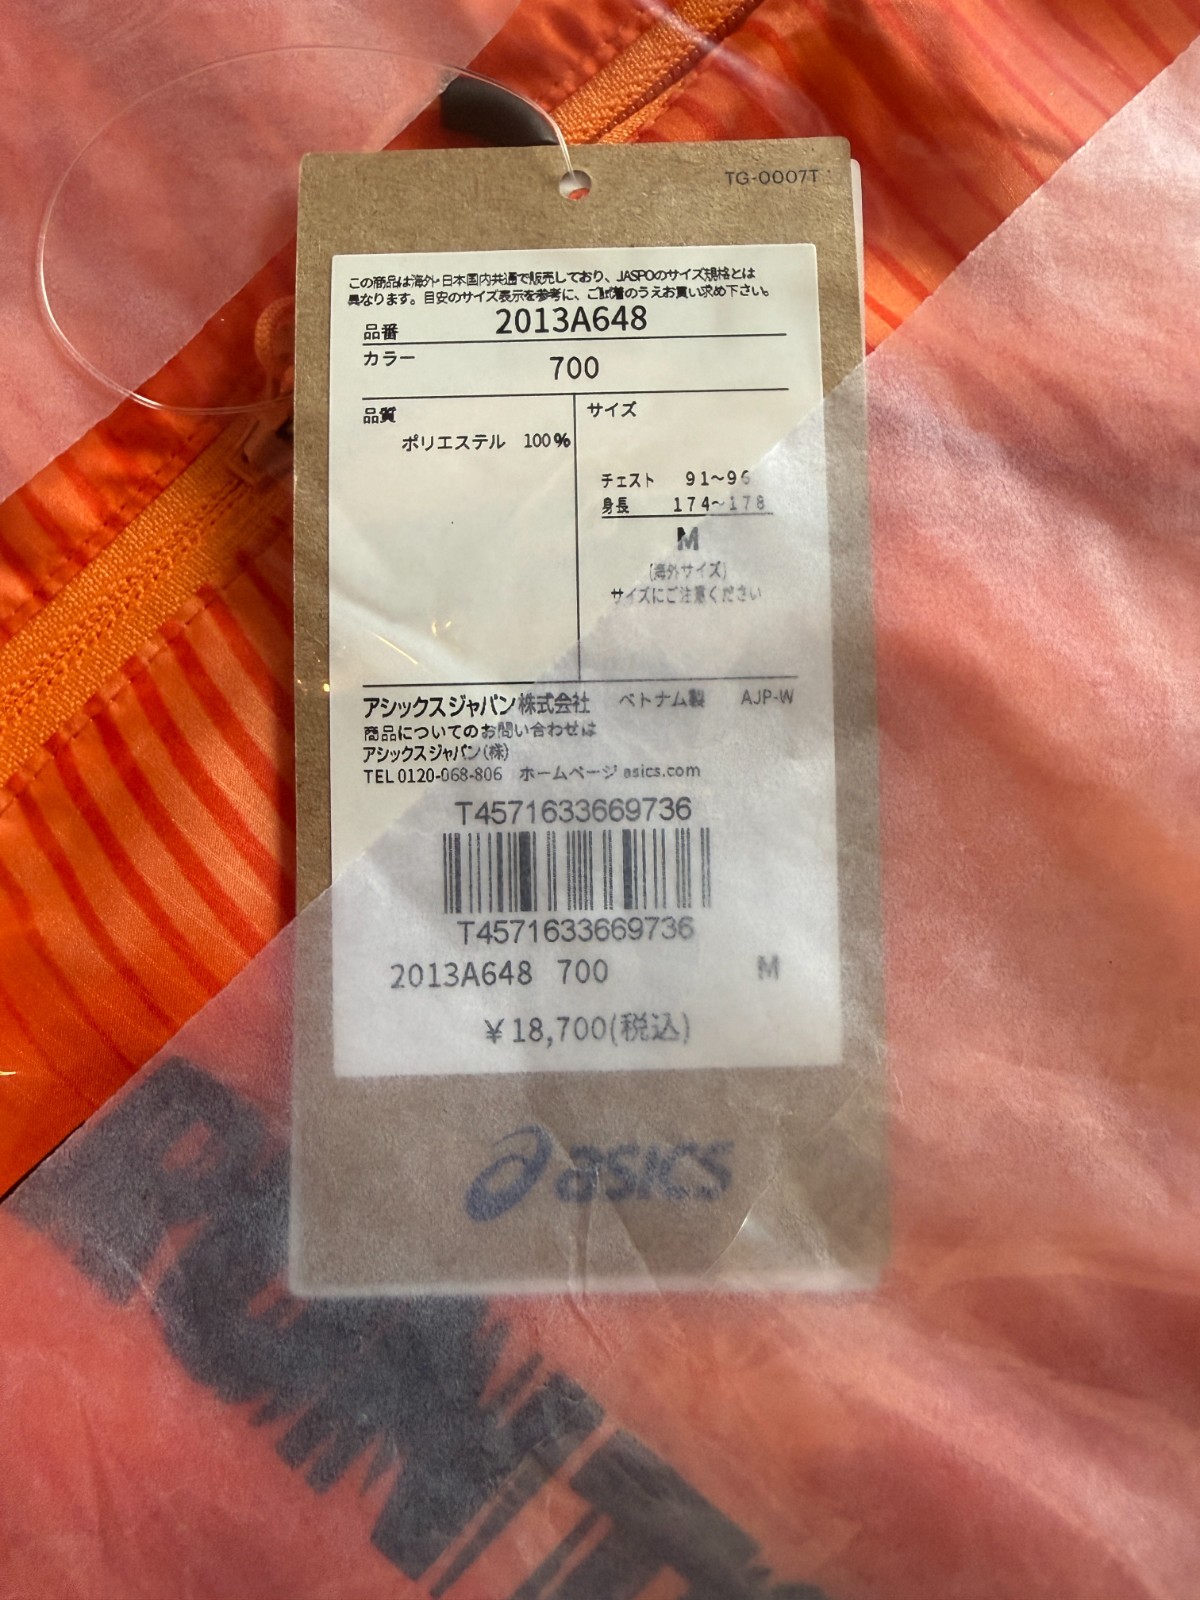 TG-0007T
この商品は海外・日本国内共通で販売しており、JASPOのサイズ規格とは
異なります。目安のサイズ表示を参考に、ご試着のうえお買い求め下さい。
品番 2013A648
カラー 700
品質
ポリエステル 100%
サイズ
チェスト 91〜96
身長 174〜178
M
(海外サイズ)
サイズにご注意ください
アシックスジャパン株式会社 ベトナム製 AJP-W
商品についてのお問い合わせは
アシックスジャパン(株)
TEL 0120-068-806 ホームページ asics.com
T4571633669736
T4571633669736
2013A648 700 M
¥18,700(税込)
asics